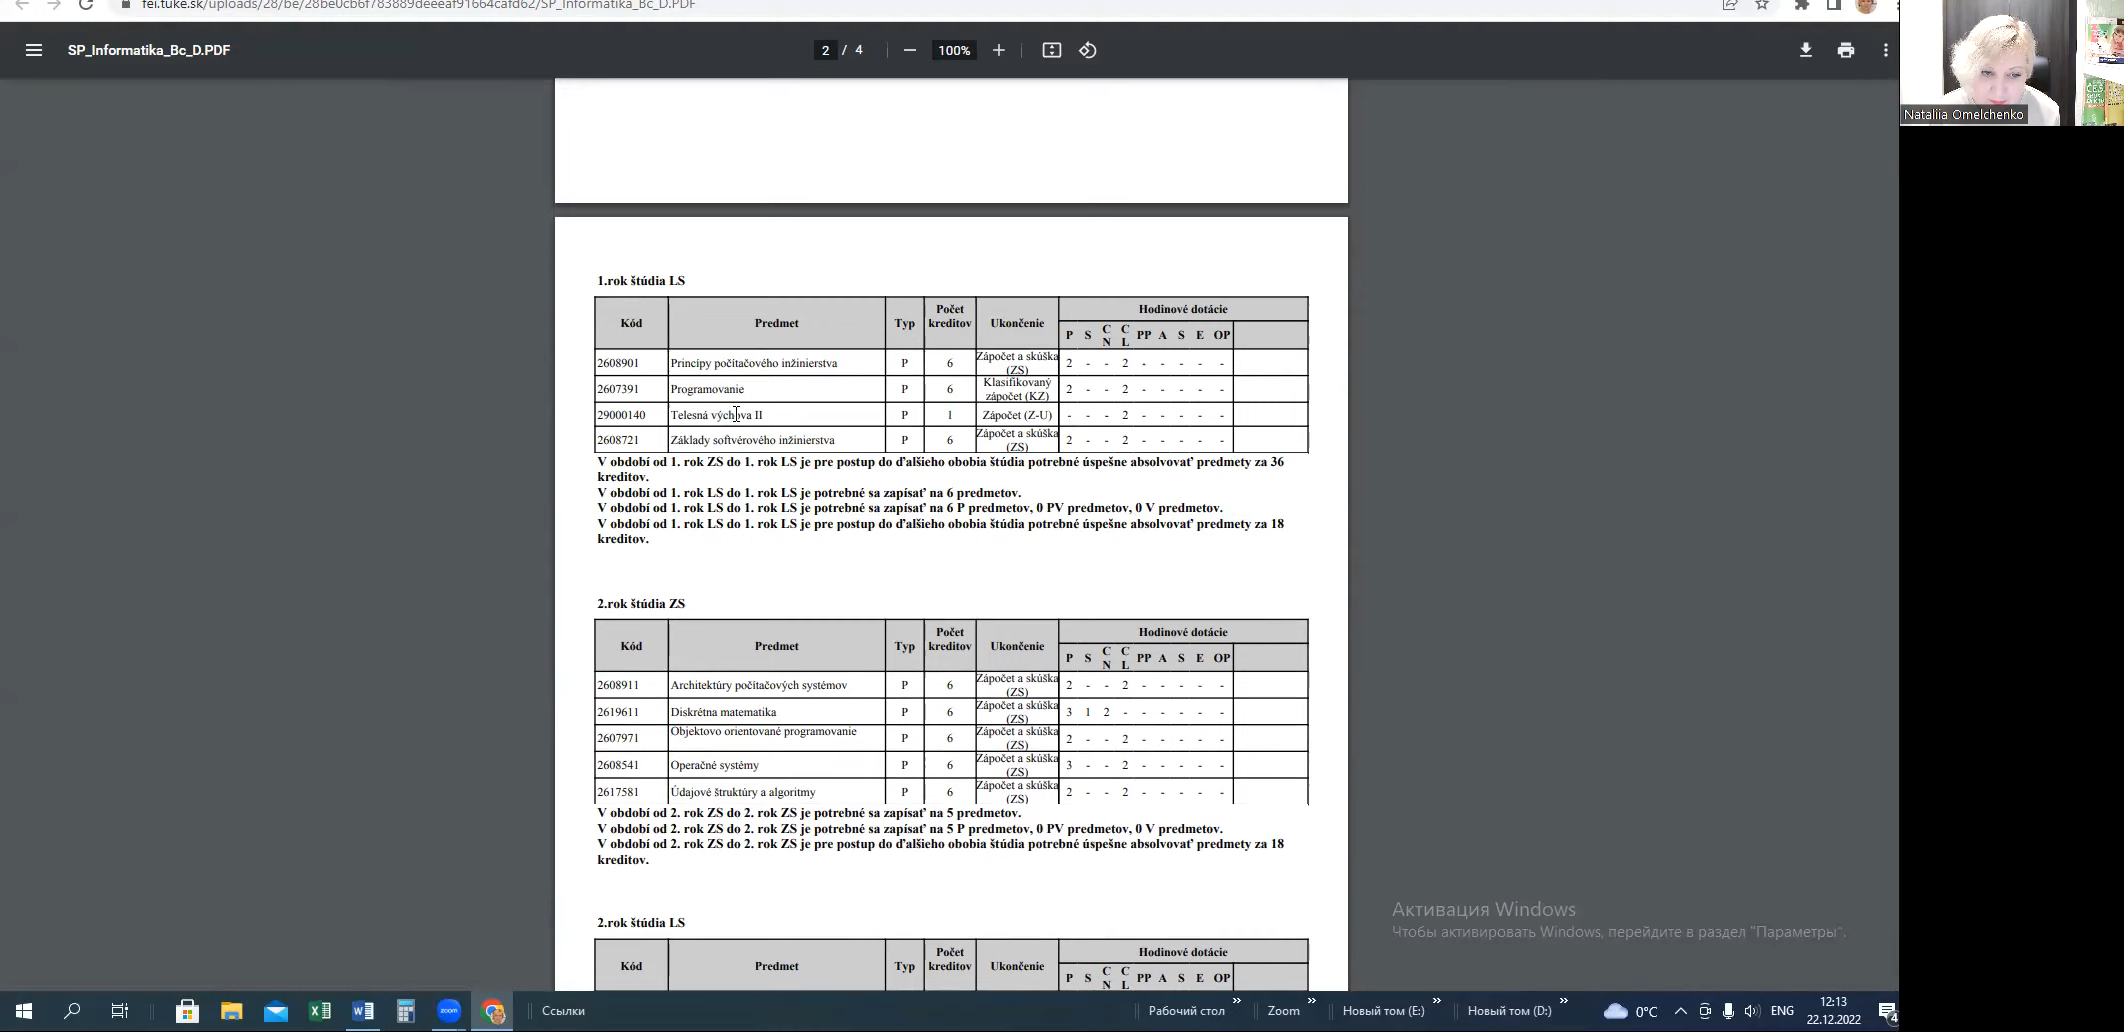 fei.tuke.sk/uploads/28/be/28be0cb6f783889deeeaf91664cafd62/SP_Informatika_Bc_D.PDF
SP_Informatika_Bc_D.PDF
2 / 4
100%
Nataliia Omelchenko
1.rok štúdia LS
Kód Predmet Typ Počet kreditov Ukončenie Hodinové dotácie
P S CN CL PP A S E OP
2608901 Princípy počítačového inžinierstva P 6 Zápočet a skúška (ZS) 2 - - 2 - - - - -
2607391 Programovanie P 6 Klasifikovaný zápočet (KZ) 2 - - 2 - - - - -
29000140 Telesná výchova II P 1 Zápočet (Z-U) - - - 2 - - - - -
2608721 Základy softvérového inžinierstva P 6 Zápočet a skúška (ZS) 2 - - 2 - - - - -
V období od 1. rok ZS do 1. rok LS je pre postup do ďalšieho obobia štúdia potrebné úspešne absolvovať predmety za 36
kreditov.
V období od 1. rok LS do 1. rok LS je potrebné sa zapísať na 6 predmetov.
V období od 1. rok LS do 1. rok LS je potrebné sa zapísať na 6 P predmetov, 0 PV predmetov, 0 V predmetov.
V období od 1. rok LS do 1. rok LS je pre postup do ďalšieho obobia štúdia potrebné úspešne absolvovať predmety za 18
kreditov.
2.rok štúdia ZS
Kód Predmet Typ Počet kreditov Ukončenie Hodinové dotácie
P S CN CL PP A S E OP
2608911 Architektúry počítačových systémov P 6 Zápočet a skúška (ZS) 2 - - 2 - - - - -
2619611 Diskrétna matematika P 6 Zápočet a skúška (ZS) 3 1 2 - - - - - -
2607971 Objektovo orientované programovanie P 6 Zápočet a skúška (ZS) 2 - - 2 - - - - -
2608541 Operačné systémy P 6 Zápočet a skúška (ZS) 3 - - 2 - - - - -
2617581 Údajové štruktúry a algoritmy P 6 Zápočet a skúška (ZS) 2 - - 2 - - - - -
V období od 2. rok ZS do 2. rok ZS je potrebné sa zapísať na 5 predmetov.
V období od 2. rok ZS do 2. rok ZS je potrebné sa zapísať na 5 P predmetov, 0 PV predmetov, 0 V predmetov.
V období od 2. rok ZS do 2. rok ZS je pre postup do ďalšieho obobia štúdia potrebné úspešne absolvovať predmety za 18
kreditov.
2.rok štúdia LS
Kód Predmet Typ Počet kreditov Ukončenie Hodinové dotácie
P S CN CL PP A S E OP
Активация Windows
Чтобы активировать Windows, перейдите в раздел "Параметры".
zoom
Ссылки
Рабочий стол
Zoom
Новый том (E:)
Новый том (D:)
0°C
ENG
12:13
22.12.2022
4